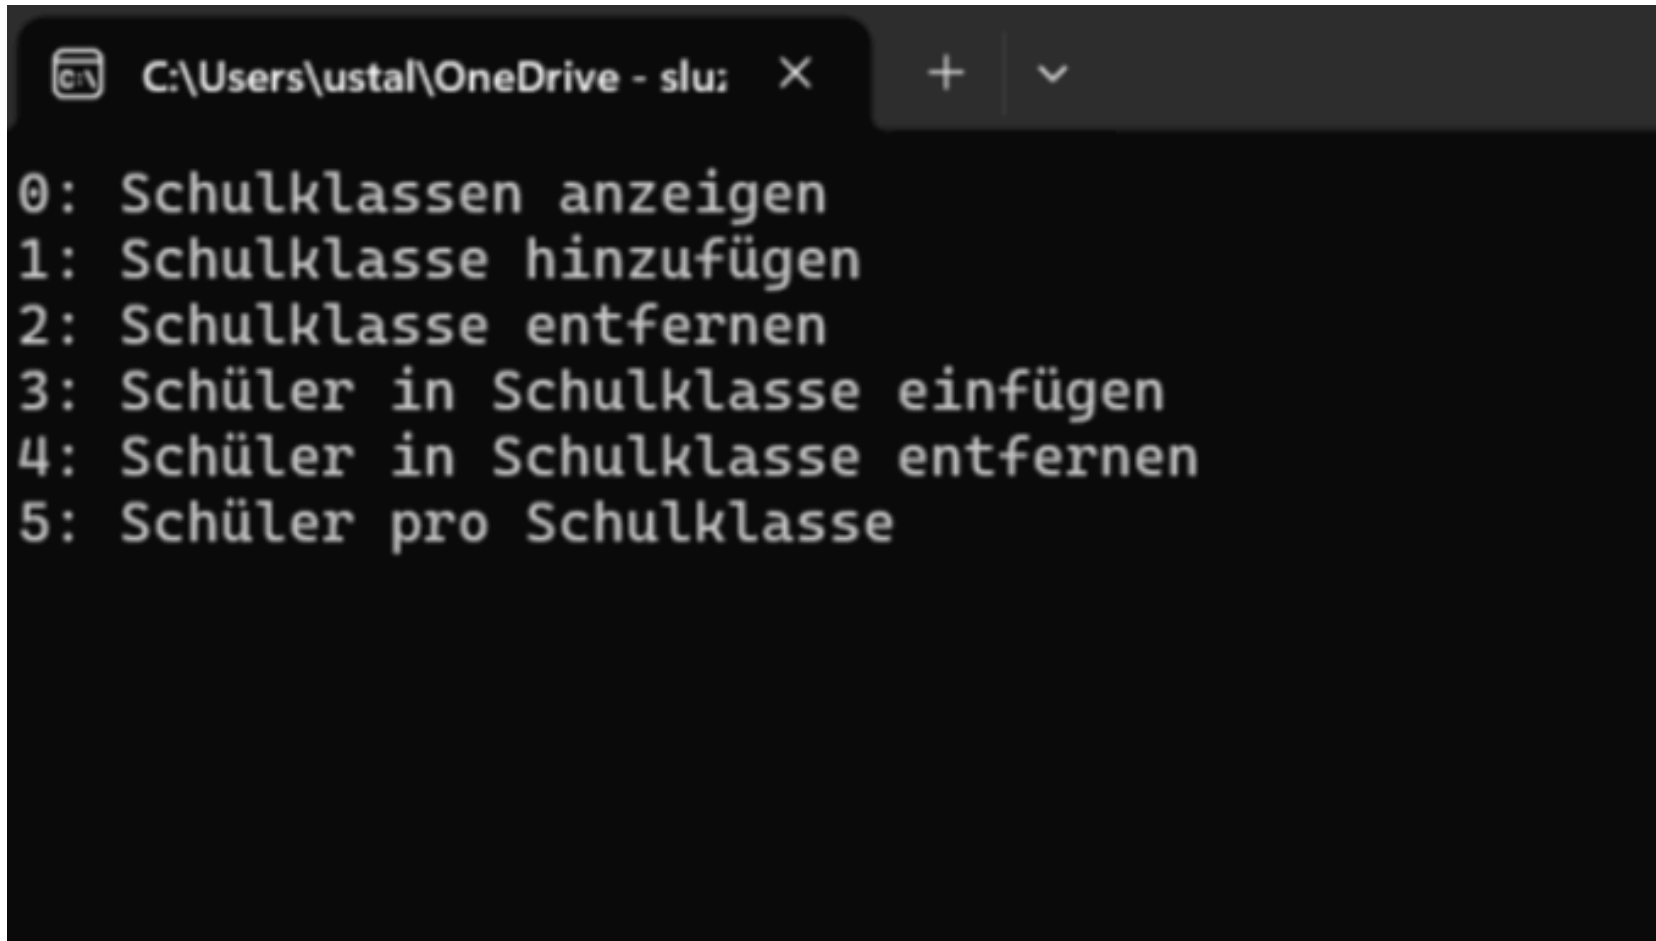 C:\Users\ustal\OneDrive - sluz
0: Schulklassen anzeigen
1: Schulklasse hinzufügen
2: Schulklasse entfernen
3: Schüler in Schulklasse einfügen
4: Schüler in Schulklasse entfernen
5: Schüler pro Schulklasse